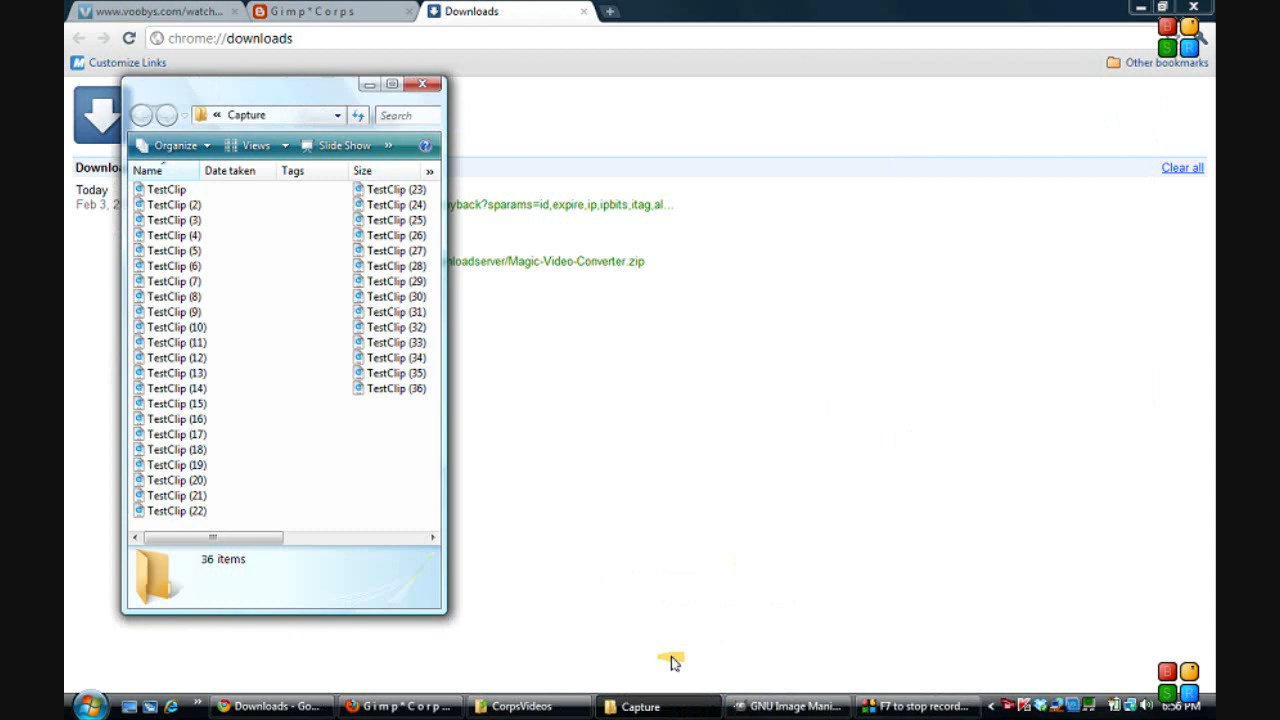 www.voobys.com/watch...
G i m p * C o r p s
Downloads
chrome://downloads
Customize Links
Other bookmarks
Capture
Search
Organize
Views
Slide Show
Downloa
Clear all
Name
Date taken
Tags
Size
Today
Feb 3, 2
yback?sparams=id,expire,ip,ipbits,itag,al...
nloadserver/Magic-Video-Converter.zip
TestClip
TestClip (2)
TestClip (3)
TestClip (4)
TestClip (5)
TestClip (6)
TestClip (7)
TestClip (8)
TestClip (9)
TestClip (10)
TestClip (11)
TestClip (12)
TestClip (13)
TestClip (14)
TestClip (15)
TestClip (16)
TestClip (17)
TestClip (18)
TestClip (19)
TestClip (20)
TestClip (21)
TestClip (22)
TestClip (23)
TestClip (24)
TestClip (25)
TestClip (26)
TestClip (27)
TestClip (28)
TestClip (29)
TestClip (30)
TestClip (31)
TestClip (32)
TestClip (33)
TestClip (34)
TestClip (35)
TestClip (36)
36 items
Downloads - Go...
G i m p * C o r p ...
CorpsVideos
Capture
GNU Image Mani...
F7 to stop record...
6:56 PM